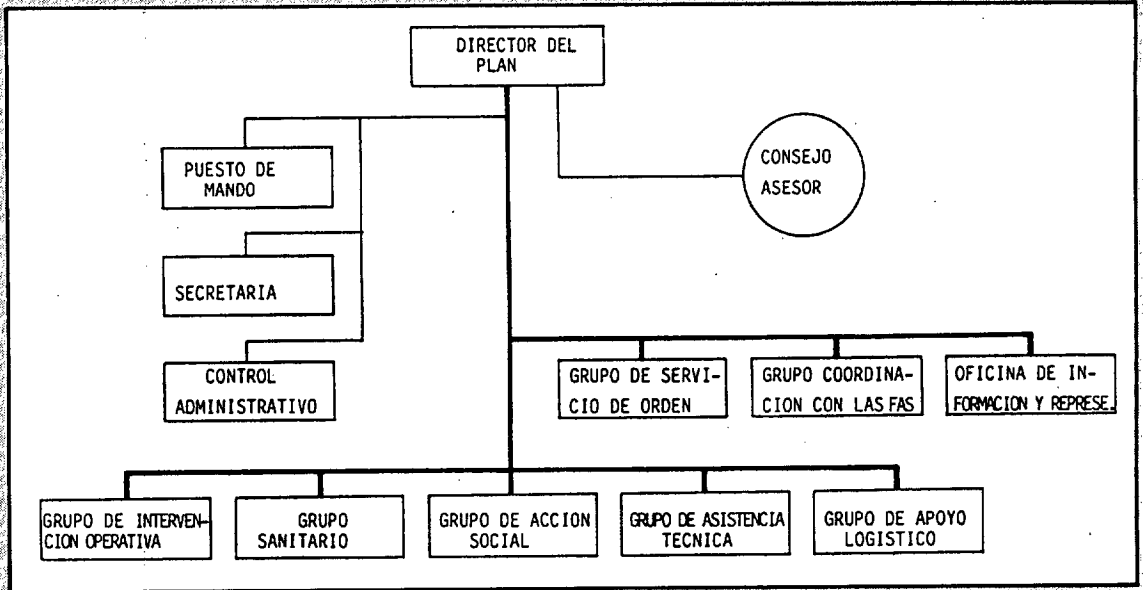 DIRECTOR DEL
PLAN
PUESTO DE
MANDO
CONSEJO
ASESOR
SECRETARIA
CONTROL
ADMINISTRATIVO
GRUPO DE SERVI-
CIO DE ORDEN
GRUPO COORDINA-
CION CON LAS FAS
OFICINA DE IN-
FORMACION Y REPRESE.
GRUPO DE INTERVEN-
CION OPERATIVA
GRUPO
SANITARIO
GRUPO DE ACCION
SOCIAL
GRUPO DE ASISTENCIA
TECNICA
GRUPO DE APOYO
LOGISTICO